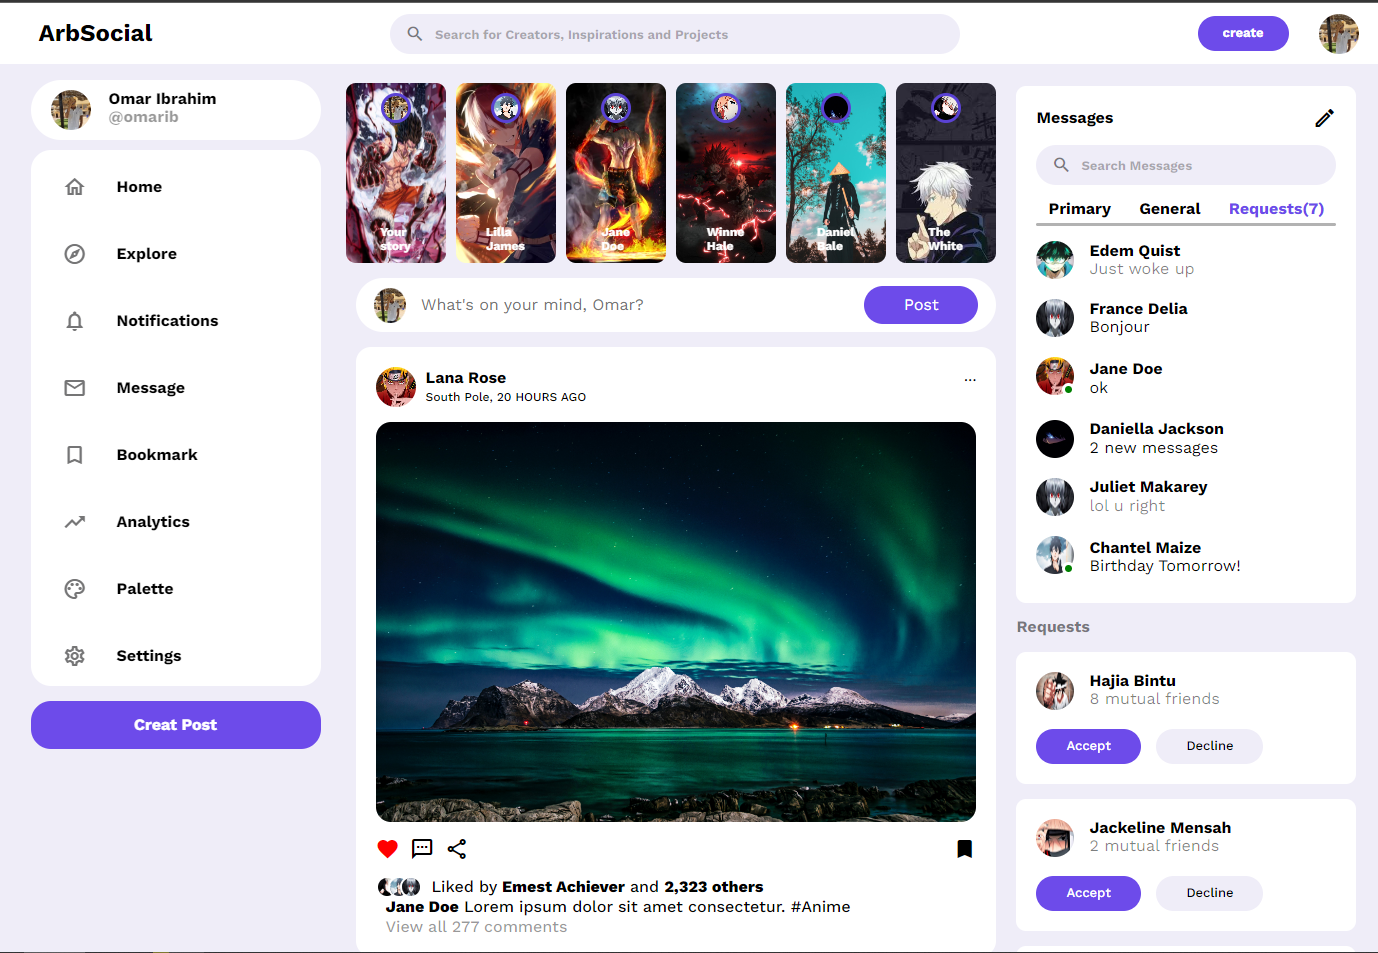 ArbSocial
Search for Creators, Inspirations and Projects
create
Omar Ibrahim
@omarib
Home
Explore
Notifications
Message
Bookmark
Analytics
Palette
Settings
Creat Post
Your
story
Lilla
James
Jane
Doe
Winne
Hale
Daniel
Bale
The
White
What's on your mind, Omar?
Post
Lana Rose
South Pole, 20 HOURS AGO
...
Liked by Emest Achiever and 2,323 others
Jane Doe Lorem ipsum dolor sit amet consectetur. #Anime
View all 277 comments
Messages
Search Messages
Primary General Requests(7)
Edem Quist
Just woke up
France Delia
Bonjour
Jane Doe
ok
Daniella Jackson
2 new messages
Juliet Makarey
lol u right
Chantel Maize
Birthday Tomorrow!
Requests
Hajia Bintu
8 mutual friends
Accept Decline
Jackeline Mensah
2 mutual friends
Accept Decline